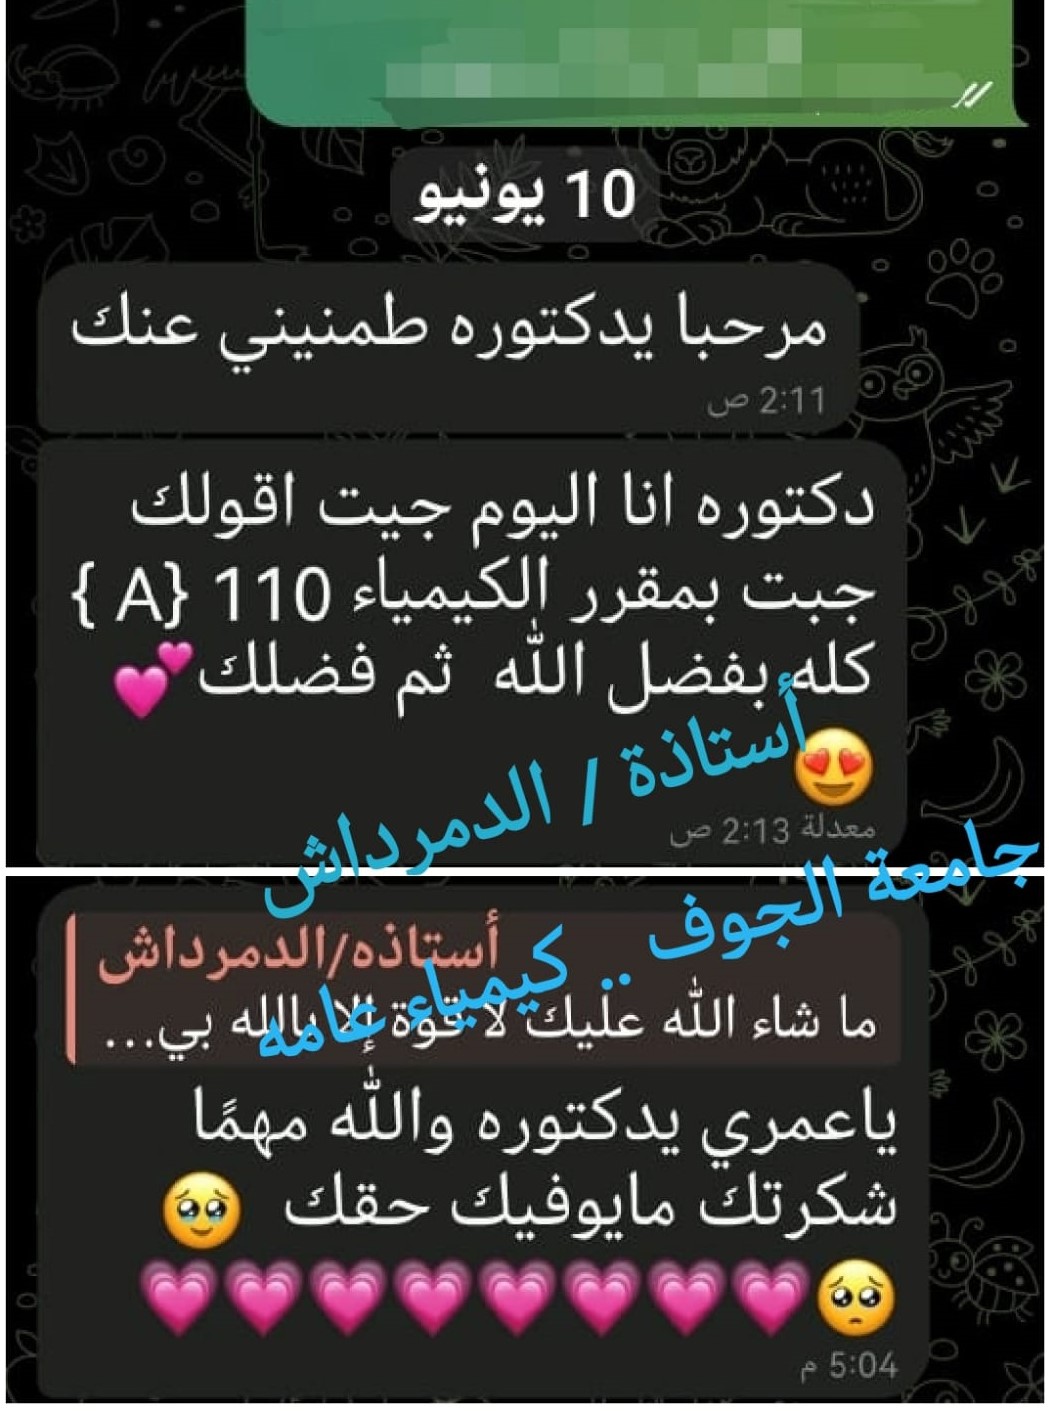 10 يونيو
مرحبا يدكتوره طمنيني عنك
2:11 ص
دكتوره انا اليوم جيت اقولك
جبت بمقرر الكيمياء 110 {A }
كله بفضل الله ثم فضلك💕
😍
معدلة 2:13 ص
أستاذة / الدمرداش
جامعة الجوف .. كيمياء عامه
أستاذه/الدمرداش
ما شاء الله عليك لا قوة إلا بالله بي...
ياعمري يدكتوره والله مهمًا
شكرتك مايوفيك حقك 🥹
🥺💗💗💗💗💗💗💗💗
5:04 م